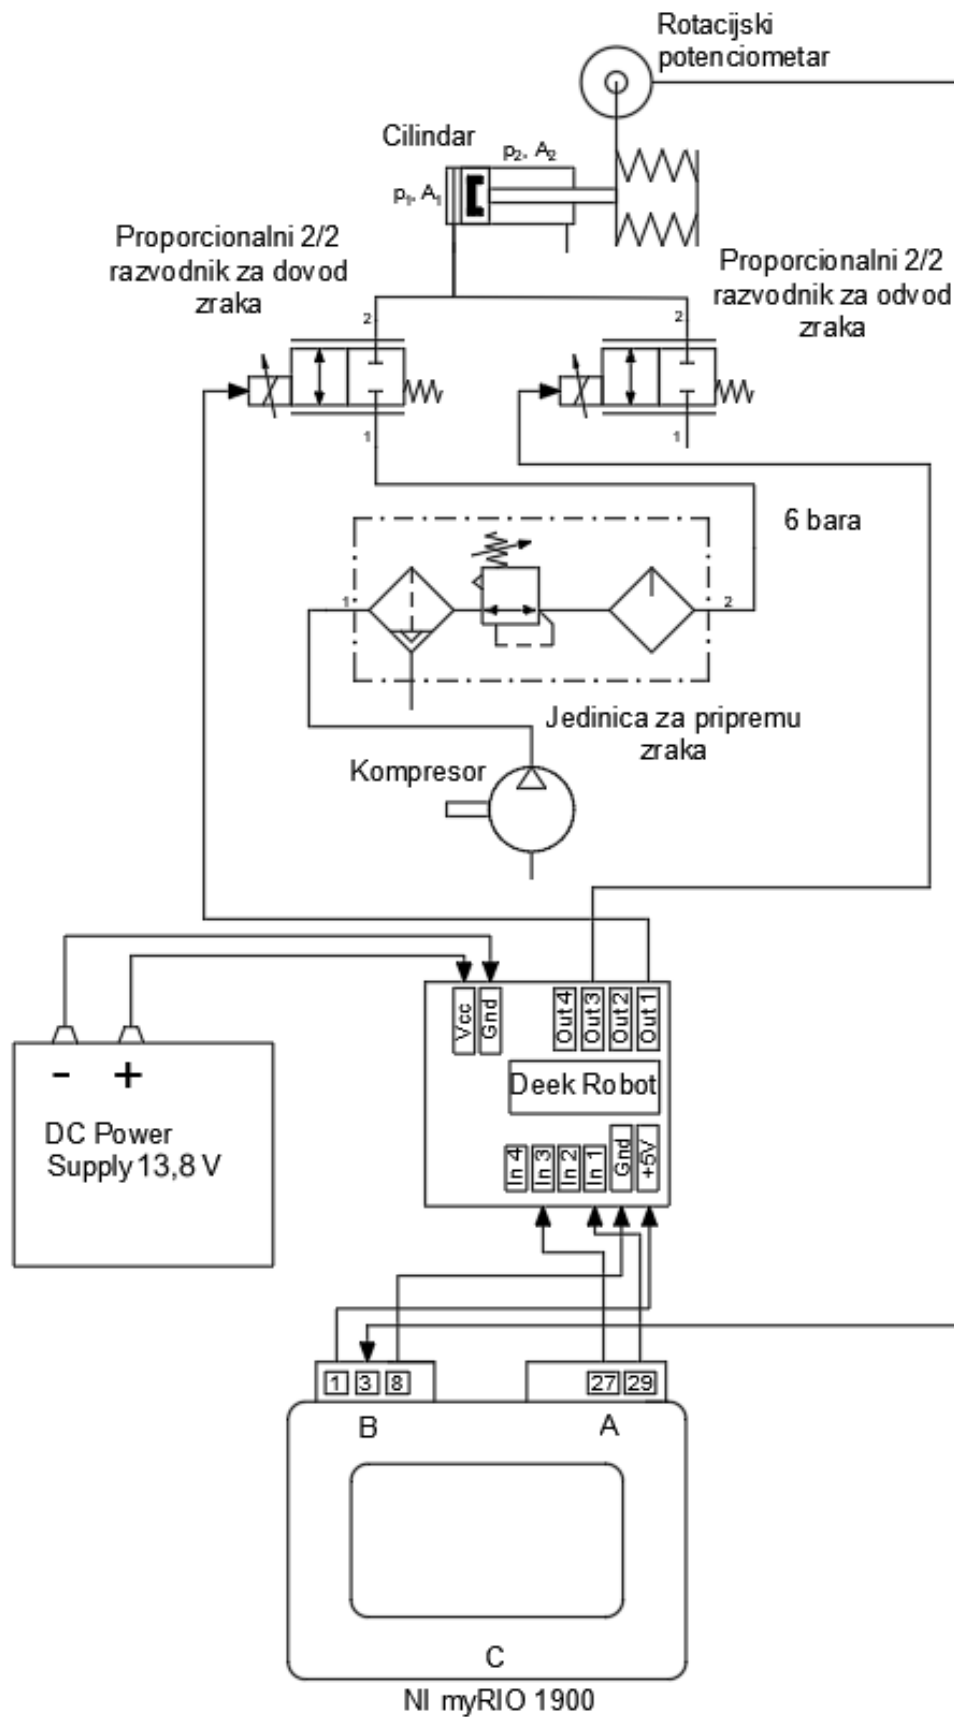 Rotacijski
potenciometar
Cilindar
p₂, A₂
p₁, A₁
Proporcionalni 2/2
razvodnik za dovod
zraka
Proporcionalni 2/2
razvodnik za odvod
zraka
2
2
1
1
6 bara
1
2
Jedinica za pripremu
zraka
Kompresor
Vcc
Gnd
Out 4
Out 3
Out 2
Out 1
- +
Deek Robot
DC Power
Supply 13,8 V
In 4
In 3
In 2
In 1
Gnd
+5V
1 3 8
27 29
B
A
C
NI myRIO 1900